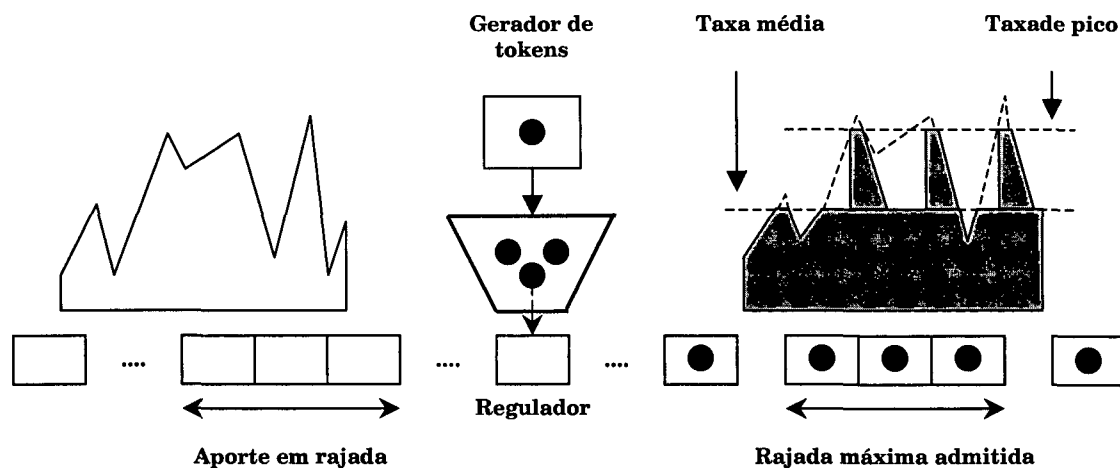 Gerador de
tokens
Taxa média
Taxade pico
....
....
....
Regulador
Aporte em rajada
Rajada máxima admitida